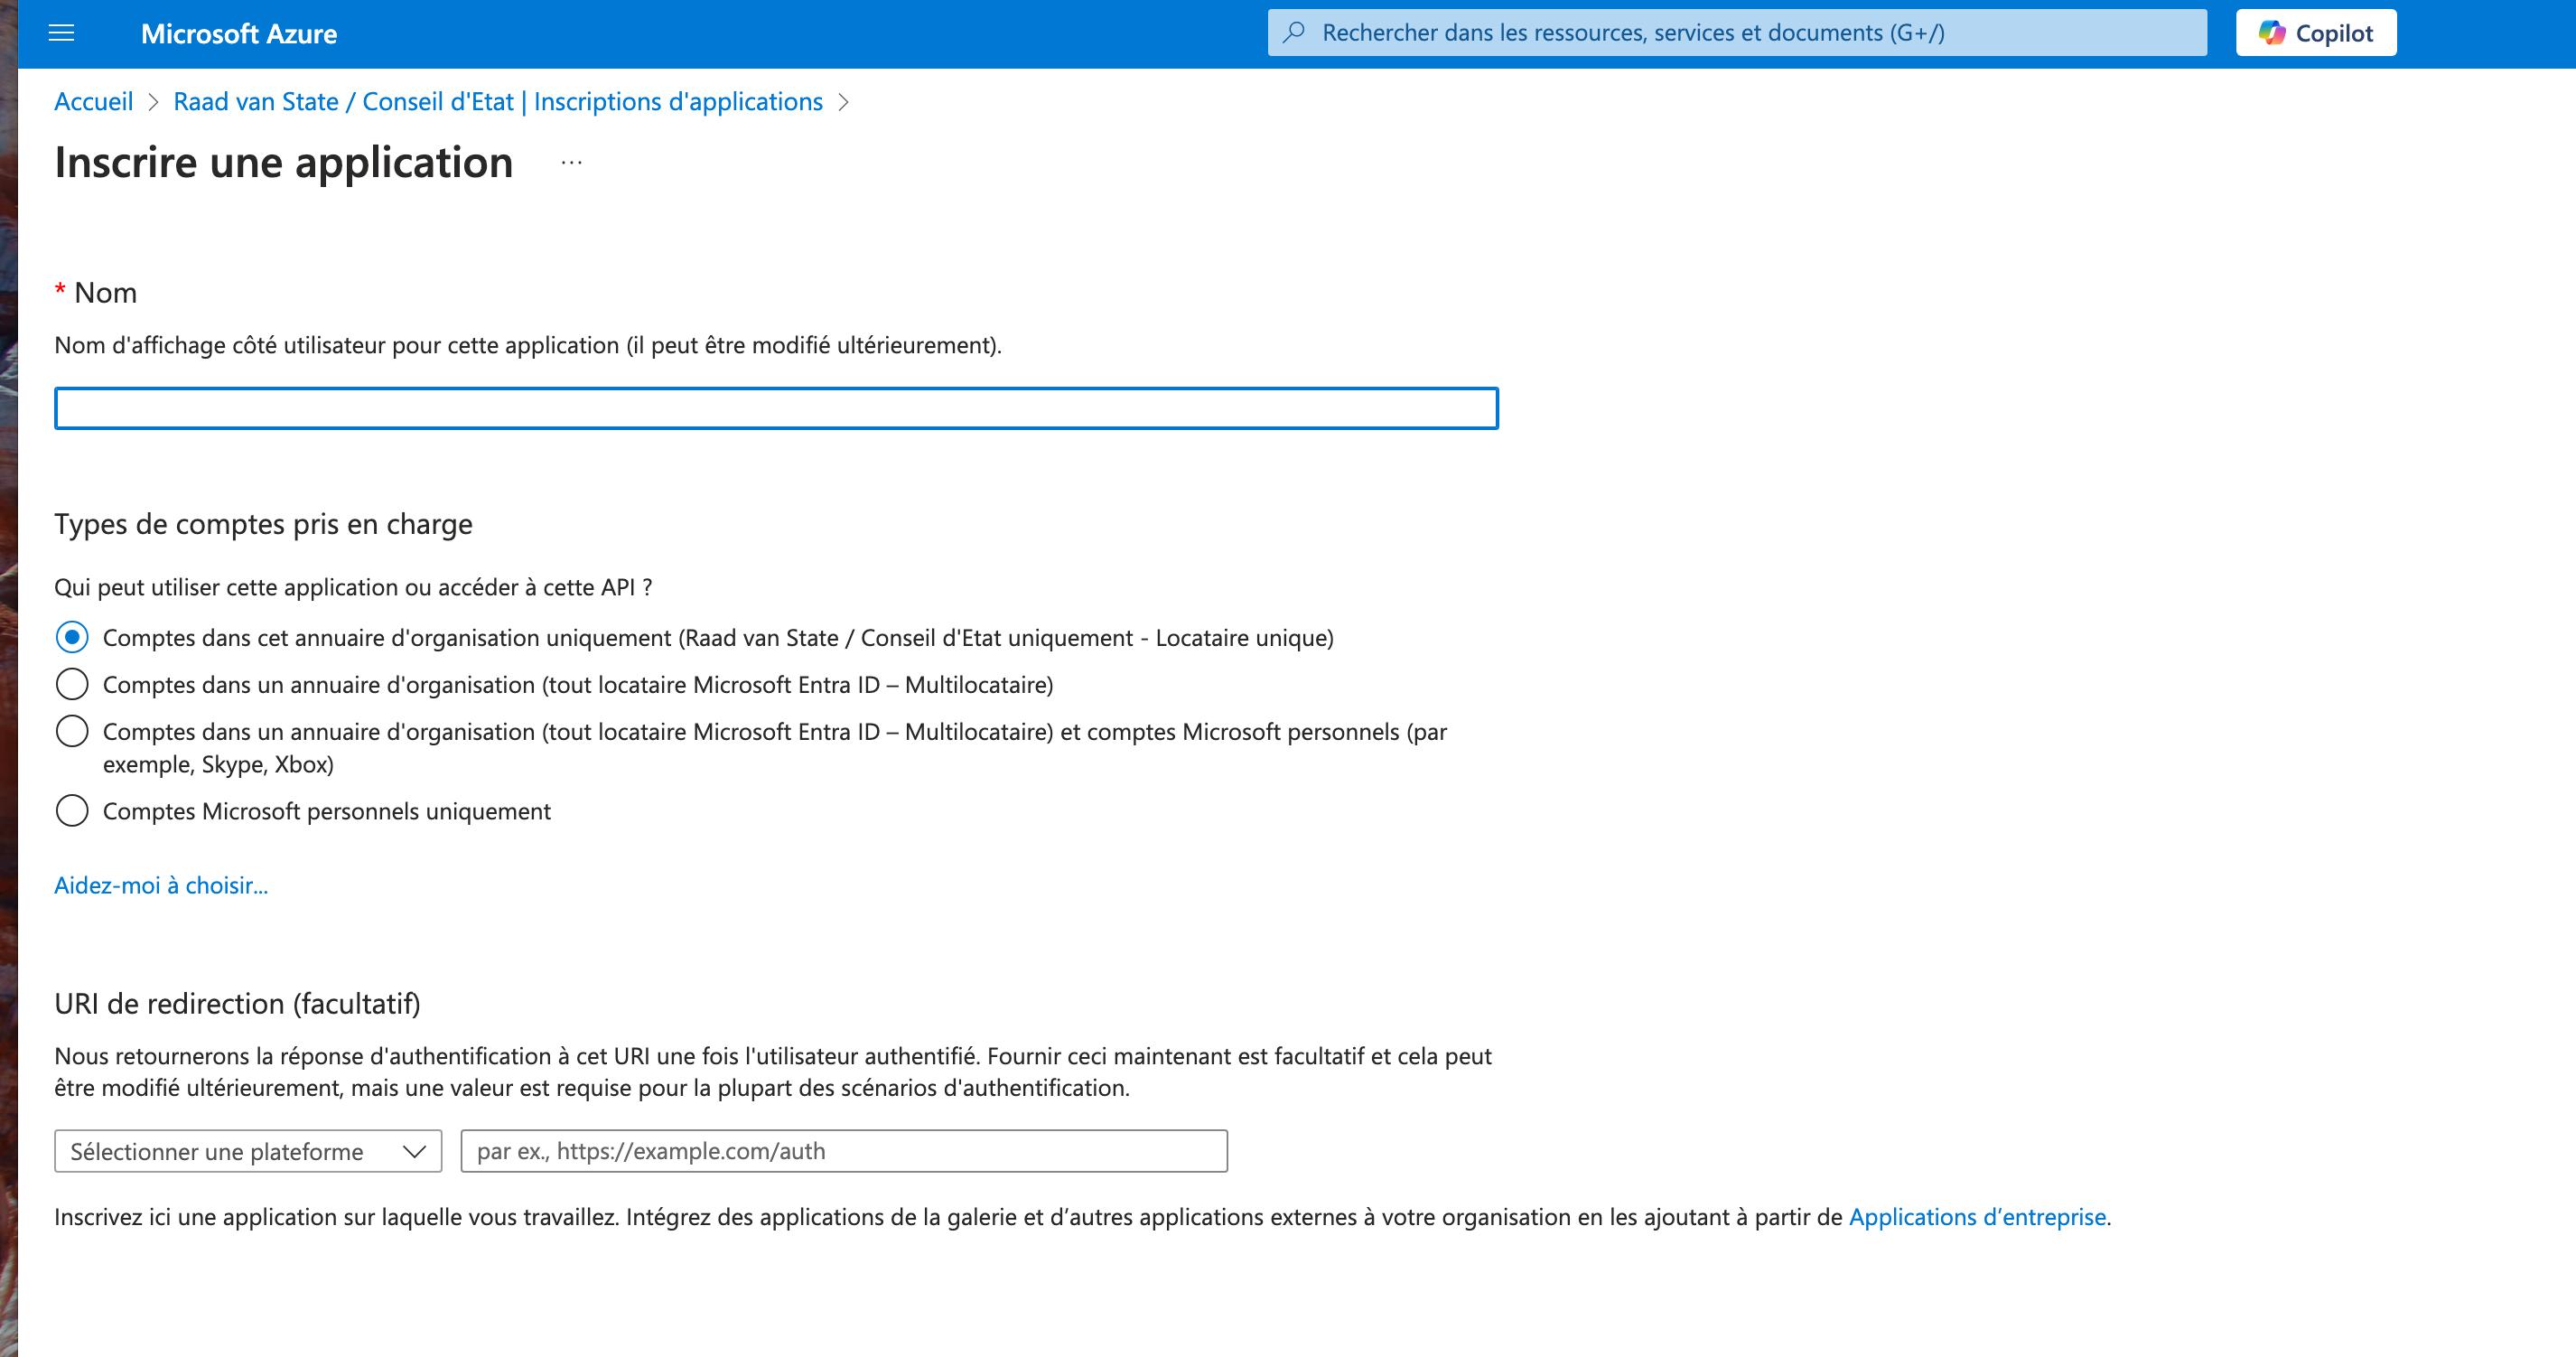 Microsoft Azure
Rechercher dans les ressources, services et documents (G+/)
Copilot
Accueil > Raad van State / Conseil d'Etat | Inscriptions d'applications >
Inscrire une application ...
* Nom
Nom d'affichage côté utilisateur pour cette application (il peut être modifié ultérieurement).
Types de comptes pris en charge
Qui peut utiliser cette application ou accéder à cette API ?
Comptes dans cet annuaire d'organisation uniquement (Raad van State / Conseil d'Etat uniquement - Locataire unique)
Comptes dans un annuaire d'organisation (tout locataire Microsoft Entra ID – Multilocataire)
Comptes dans un annuaire d'organisation (tout locataire Microsoft Entra ID – Multilocataire) et comptes Microsoft personnels (par
exemple, Skype, Xbox)
Comptes Microsoft personnels uniquement
Aidez-moi à choisir...
URI de redirection (facultatif)
Nous retournerons la réponse d'authentification à cet URI une fois l'utilisateur authentifié. Fournir ceci maintenant est facultatif et cela peut
être modifié ultérieurement, mais une valeur est requise pour la plupart des scénarios d'authentification.
Sélectionner une plateforme
par ex., https://example.com/auth
Inscrivez ici une application sur laquelle vous travaillez. Intégrez des applications de la galerie et d’autres applications externes à votre organisation en les ajoutant à partir de Applications d’entreprise.